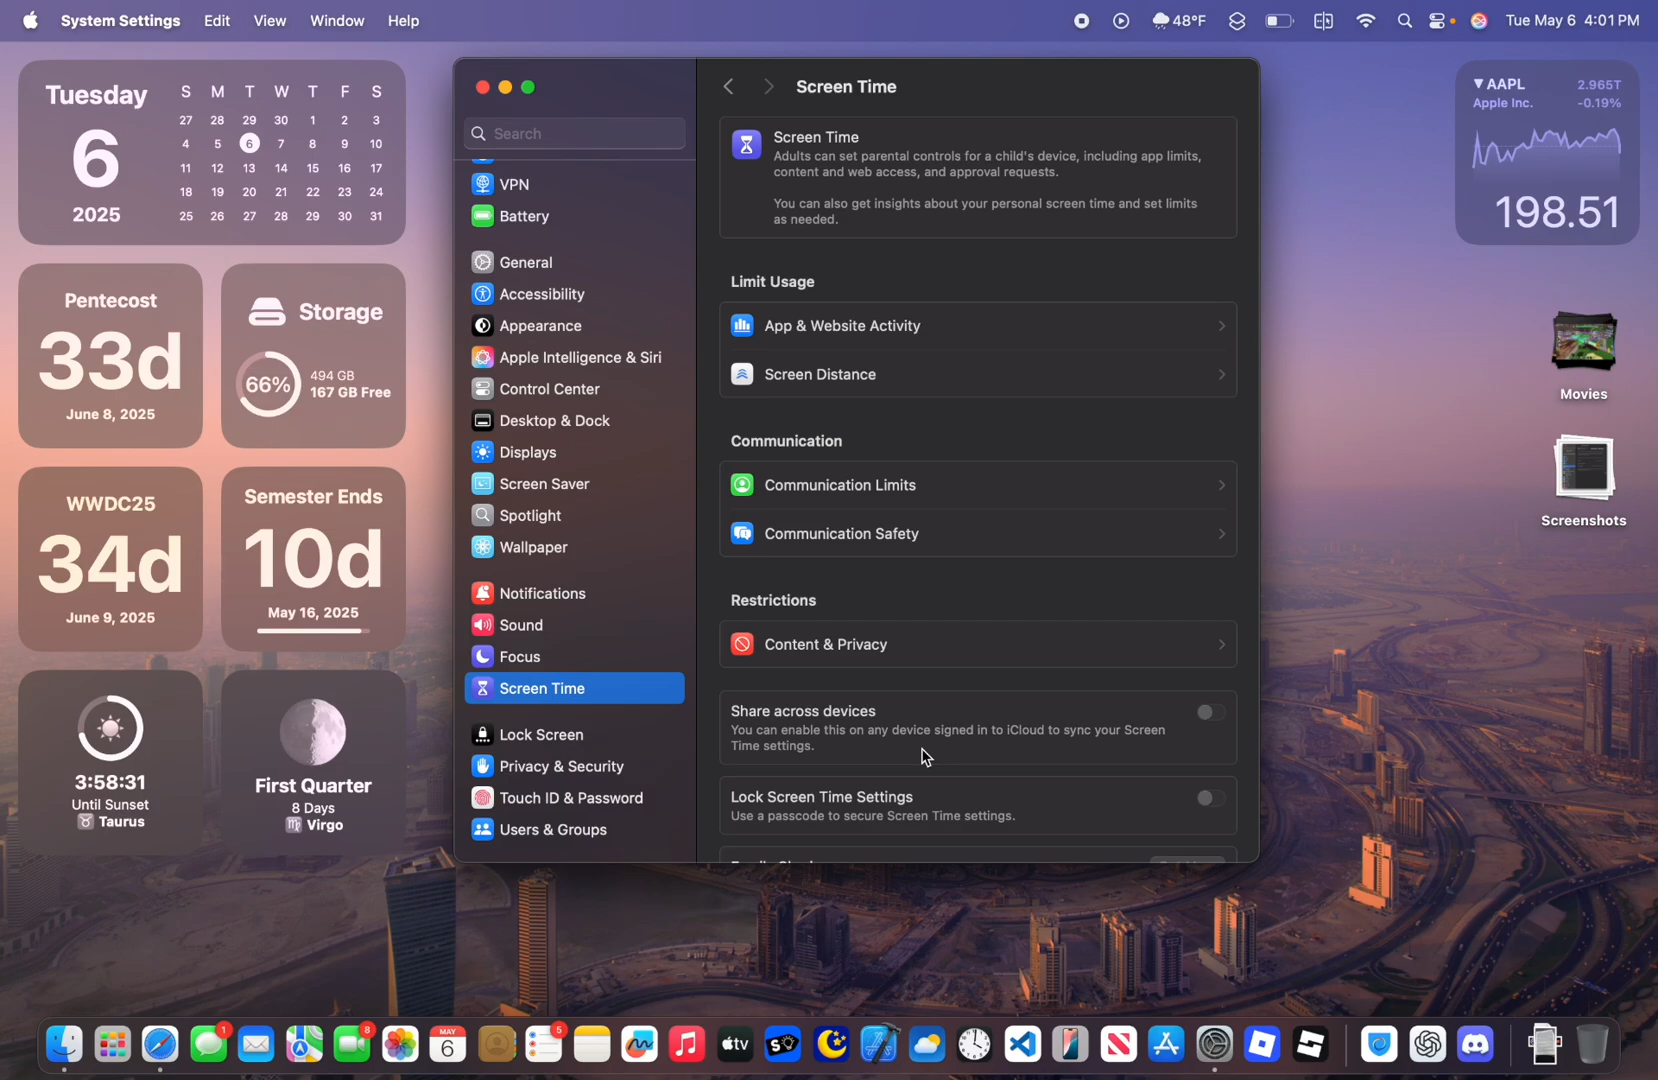 System Settings Edit View Window Help
48°F Tue May 6 4:01 PM
Tuesday
6
2025
S M T W T F S
27 28 29 30 1 2 3
4 5 6 7 8 9 10
11 12 13 14 15 16 17
18 19 20 21 22 23 24
25 26 27 28 29 30 31
Pentecost
33d
June 8, 2025
Storage
66%
494 GB
167 GB Free
WWDC25
34d
June 9, 2025
Semester Ends
10d
May 16, 2025
3:58:31
Until Sunset
Taurus
First Quarter
8 Days
Virgo
Search
VPN
Battery
General
Accessibility
Appearance
Apple Intelligence & Siri
Control Center
Desktop & Dock
Displays
Screen Saver
Spotlight
Wallpaper
Notifications
Sound
Focus
Screen Time
Lock Screen
Privacy & Security
Touch ID & Password
Users & Groups
Screen Time
Screen Time
Adults can set parental controls for a child's device, including app limits,
content and web access, and approval requests.
You can also get insights about your personal screen time and set limits
as needed.
Limit Usage
App & Website Activity
Screen Distance
Communication
Communication Limits
Communication Safety
Restrictions
Content & Privacy
Share across devices
You can enable this on any device signed in to iCloud to sync your Screen
Time settings.
Lock Screen Time Settings
Use a passcode to secure Screen Time settings.
▼AAPL 2.965T
Apple Inc. -0.19%
198.51
Movies
Screenshots
1
8
MAY
6
5
tv